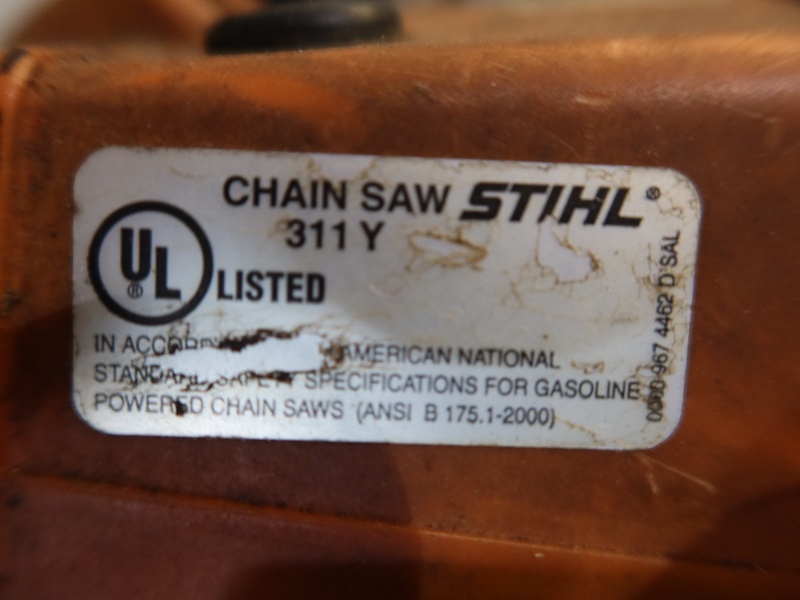 CHAIN SAW STIHL®
311 Y
UL® LISTED
IN AMERICAN NATIONAL
SAFETY SPECIFICATIONS FOR GASOLINE
POWERED CHAIN SAWS (ANSI B 175.1-2000)
967 4462 D SAL